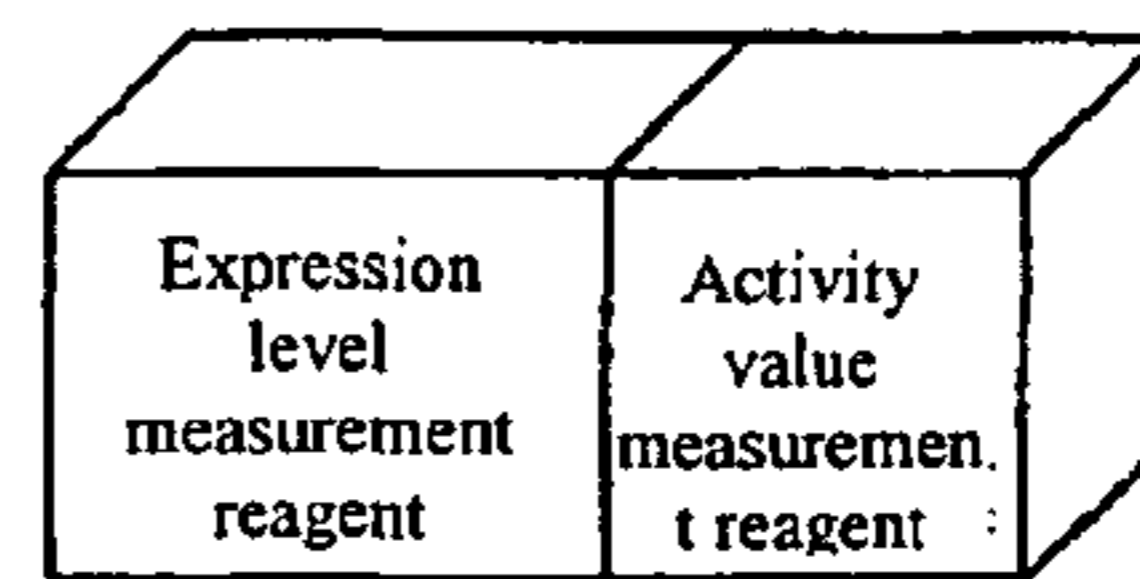 Expression
level
measurement
reagent
Activity
value
measuremen
t reagent